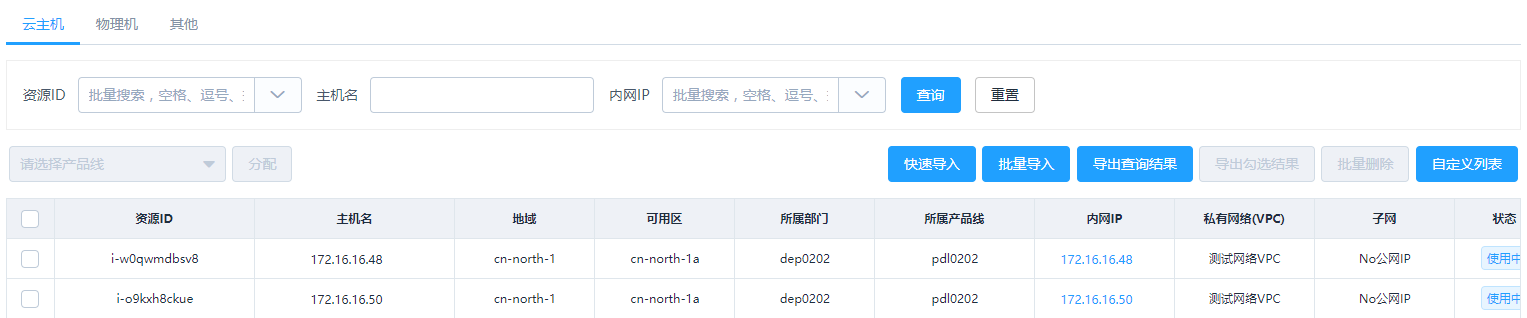 云主机 物理机 其他
资源ID 批量搜索，空格、逗号、 主机名 内网IP 批量搜索，空格、逗号、 查询 重置
请选择产品线 分配 快速导入 批量导入 导出查询结果 导出勾选结果 批量删除 自定义列表
资源ID 主机名 地域 可用区 所属部门 所属产品线 内网IP 私有网络(VPC) 子网 状态
i-w0qwmdbsv8 172.16.16.48 cn-north-1 cn-north-1a dep0202 pdl0202 172.16.16.48 测试网络VPC No公网IP 使用中
i-o9kxh8ckue 172.16.16.50 cn-north-1 cn-north-1a dep0202 pdl0202 172.16.16.50 测试网络VPC No公网IP 使用中